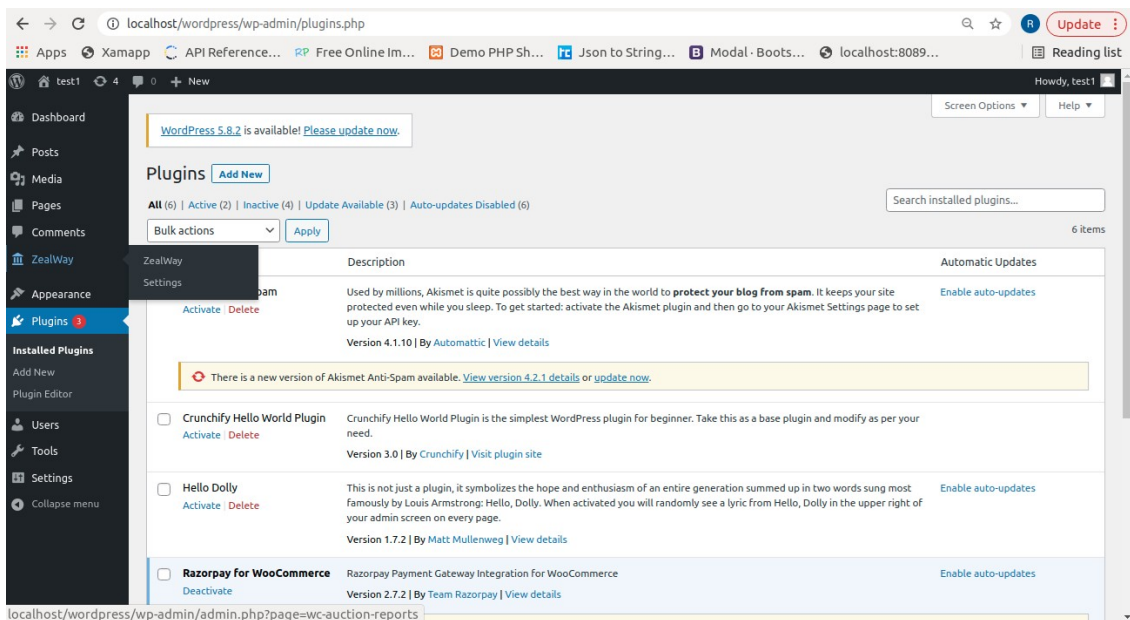 localhost/wordpress/wp-admin/plugins.php
R
Update
Apps
Xamapp
API Reference...
RP Free Online Im...
Demo PHP Sh...
Json to String...
B Modal · Boots...
localhost:8089...
Reading list
test1
4
0
+ New
Howdy, test1
Dashboard
Posts
Media
Pages
Comments
ZealWay
Appearance
Plugins 3
Installed Plugins
Add New
Plugin Editor
Users
Tools
Settings
Collapse menu
ZealWay
Settings
Screen Options ▼
Help ▼
WordPress 5.8.2 is available! Please update now.
Plugins Add New
All (6) | Active (2) | Inactive (4) | Update Available (3) | Auto-updates Disabled (6)
Search installed plugins...
Bulk actions
Apply
6 items
Description
Automatic Updates
Activate | Delete
Used by millions, Akismet is quite possibly the best way in the world to protect your blog from spam. It keeps your site
protected even while you sleep. To get started: activate the Akismet plugin and then go to your Akismet Settings page to set
up your API key.
Version 4.1.10 | By Automattic | View details
Enable auto-updates
There is a new version of Akismet Anti-Spam available. View version 4.2.1 details or update now.
Crunchify Hello World Plugin
Activate | Delete
Crunchify Hello World Plugin is the simplest WordPress plugin for beginner. Take this as a base plugin and modify as per your
need.
Version 3.0 | By Crunchify | Visit plugin site
Hello Dolly
Activate | Delete
This is not just a plugin, it symbolizes the hope and enthusiasm of an entire generation summed up in two words sung most
famously by Louis Armstrong: Hello, Dolly. When activated you will randomly see a lyric from Hello, Dolly in the upper right of
your admin screen on every page.
Version 1.7.2 | By Matt Mullenweg | View details
Enable auto-updates
Razorpay for WooCommerce
Deactivate
Razorpay Payment Gateway Integration for WooCommerce
Version 2.7.2 | By Team Razorpay | View details
Enable auto-updates
localhost/wordpress/wp-admin/admin.php?page=wc-auction-reports